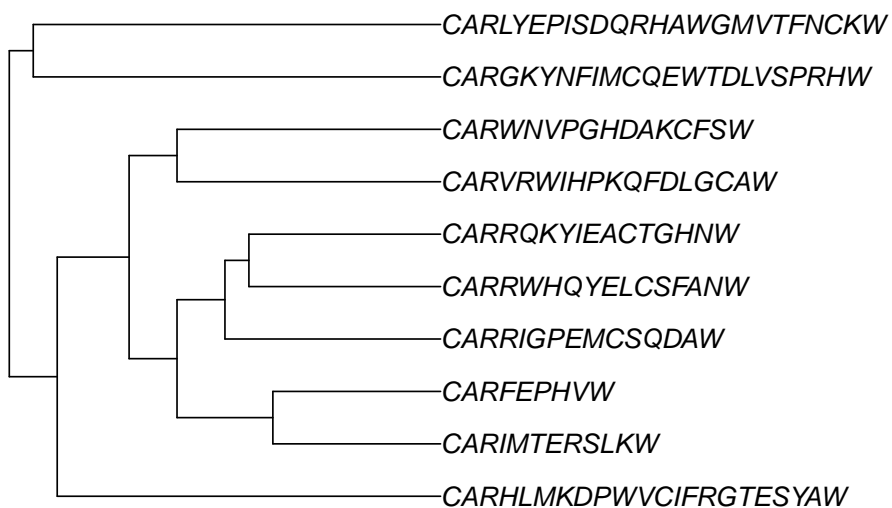 CARLYEPISDQRHAWGMVTFNCKW
CARGKYNFIMCQEWTDLVSPRHW
CARWNVPGHDAKCFSW
CARVRWIHPKQFDLGCAW
CARRQKYIEACTGHNW
CARRWHQYELCSFANW
CARRIGPEMCSQDAW
CARFEPHVW
CARIMTERSLKW
CARHLMKDPWVCIFRGTESYAW